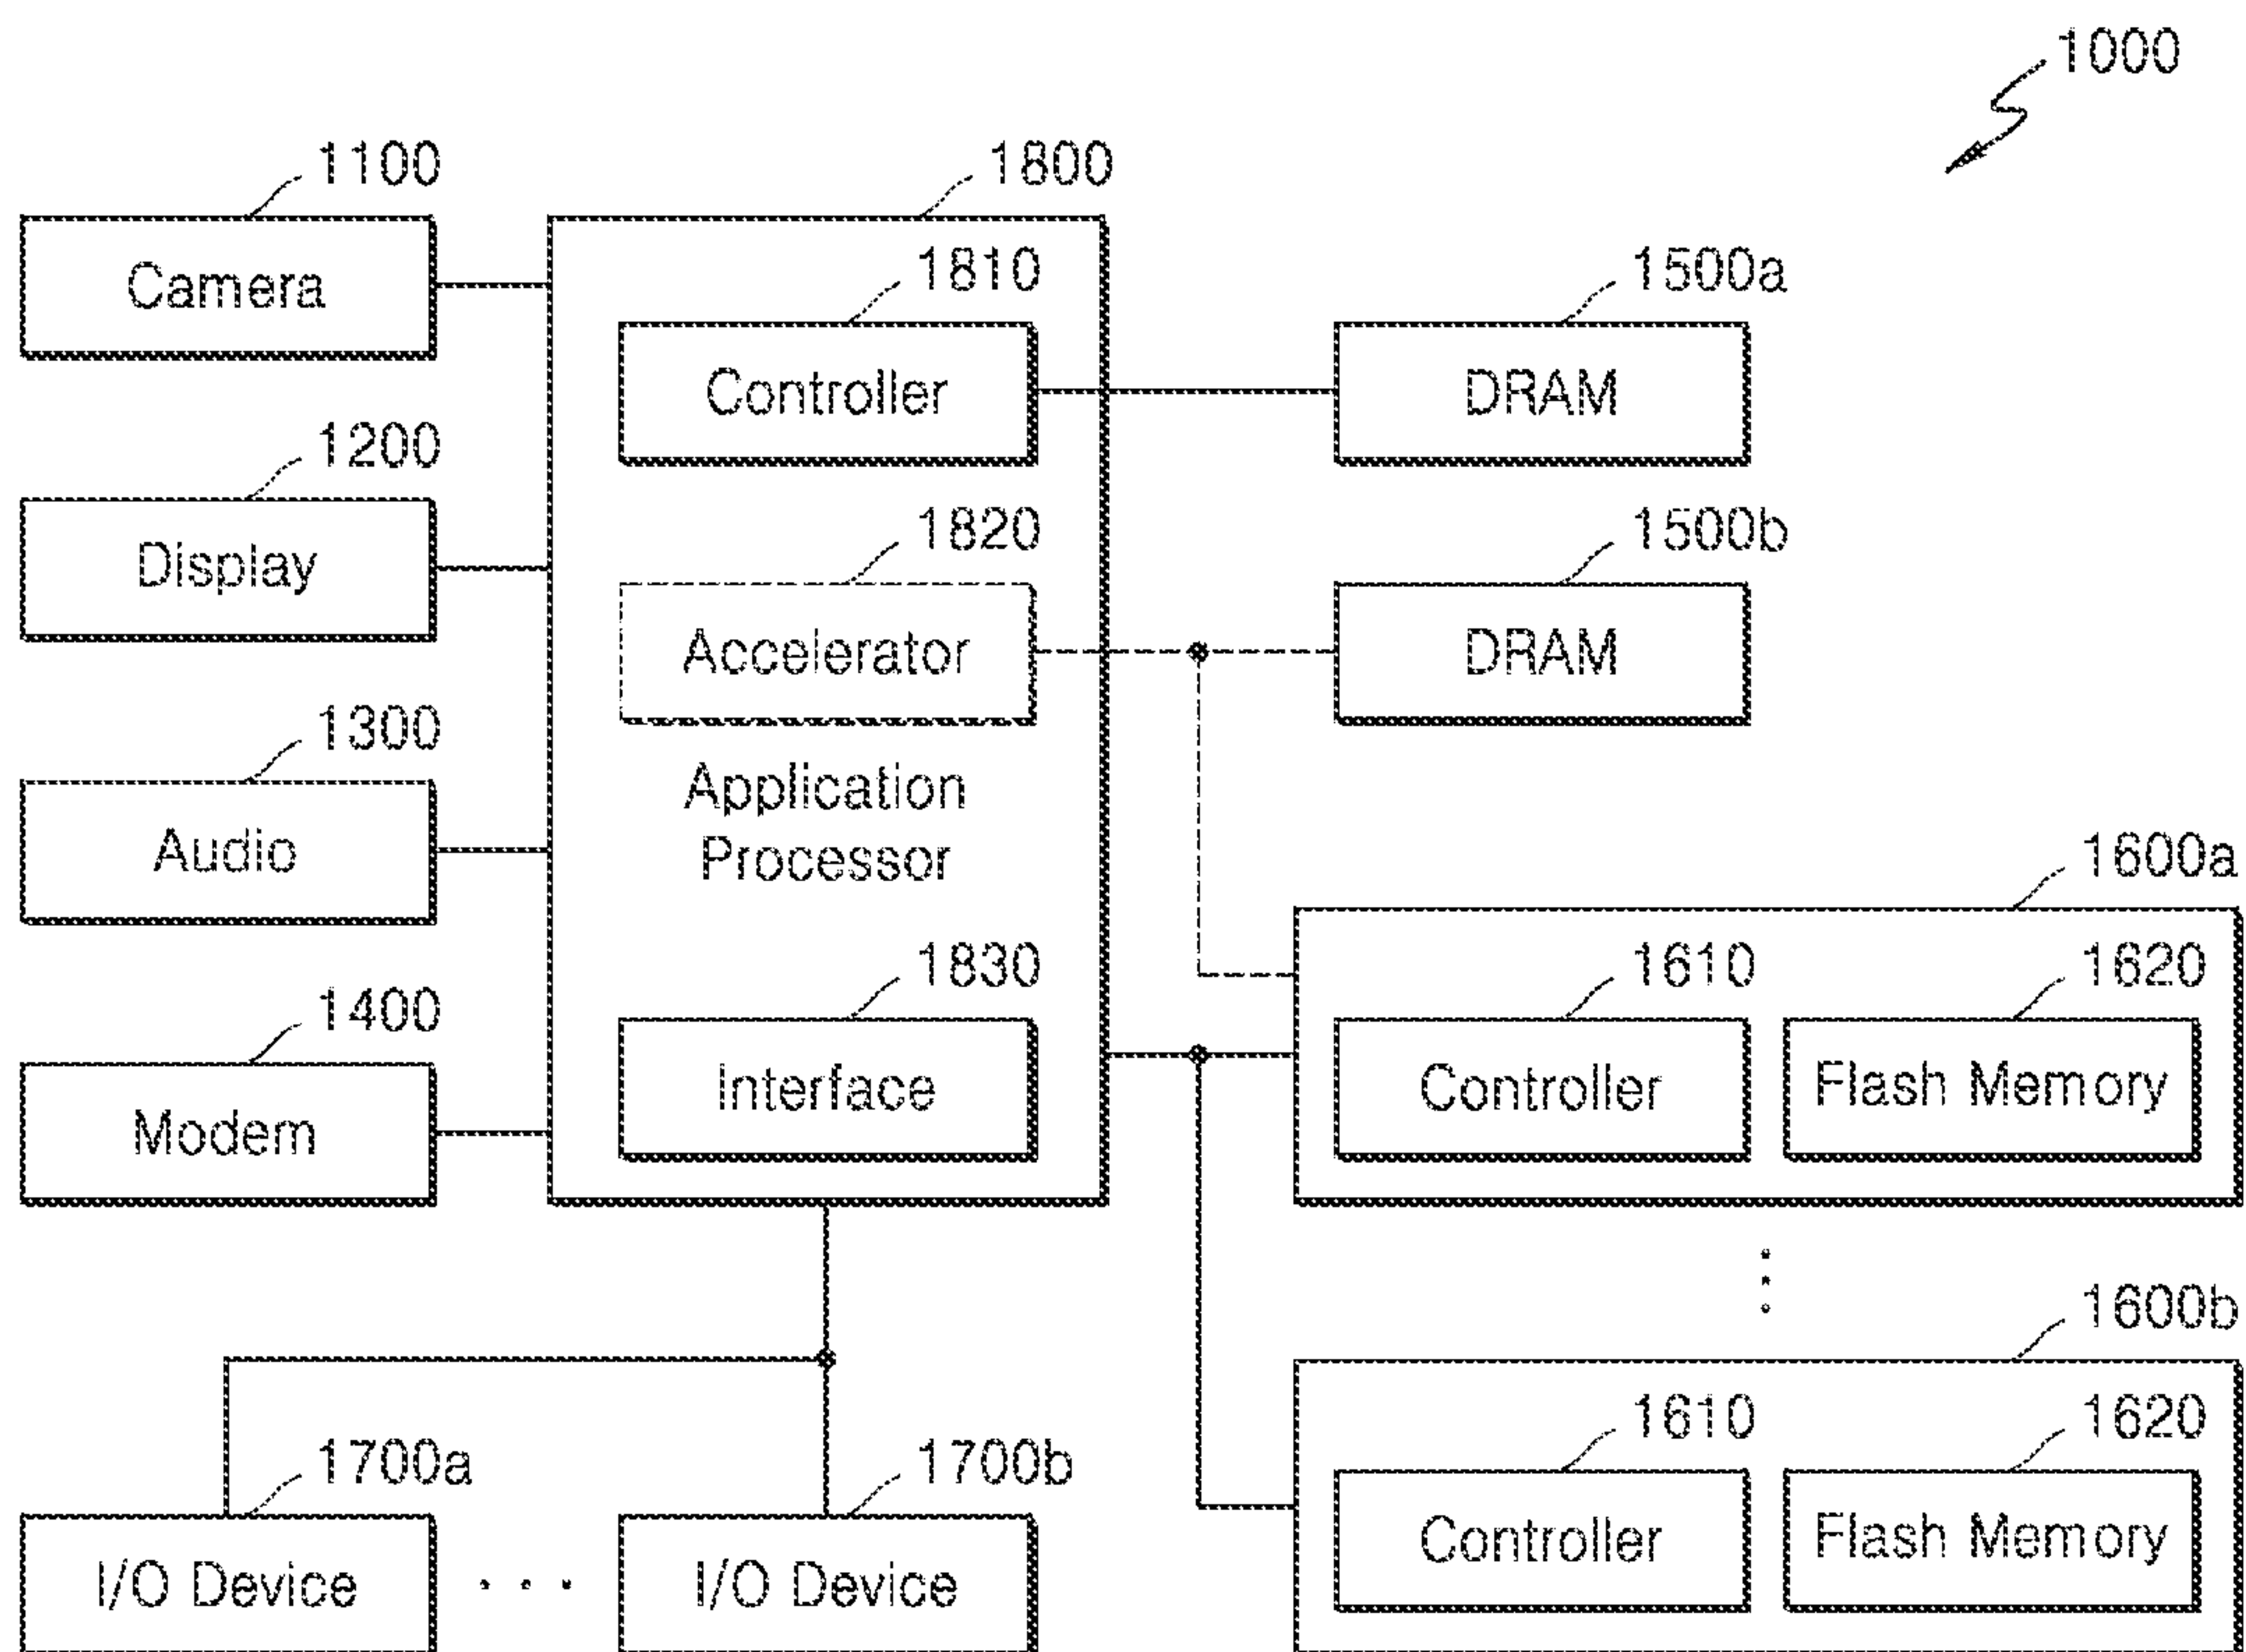 1000
1100
1800
Camera
1810
1500a
Controller
DRAM
1200
Display
1820
1500b
Accelerator
DRAM
1300
Audio
Application
Processor
1600a
1830
1610
1620
1400
Interface
Controller
Flash Memory
Modem
1600b
1610
1620
1700a
1700b
Controller
Flash Memory
I/O Device
. . .
I/O Device